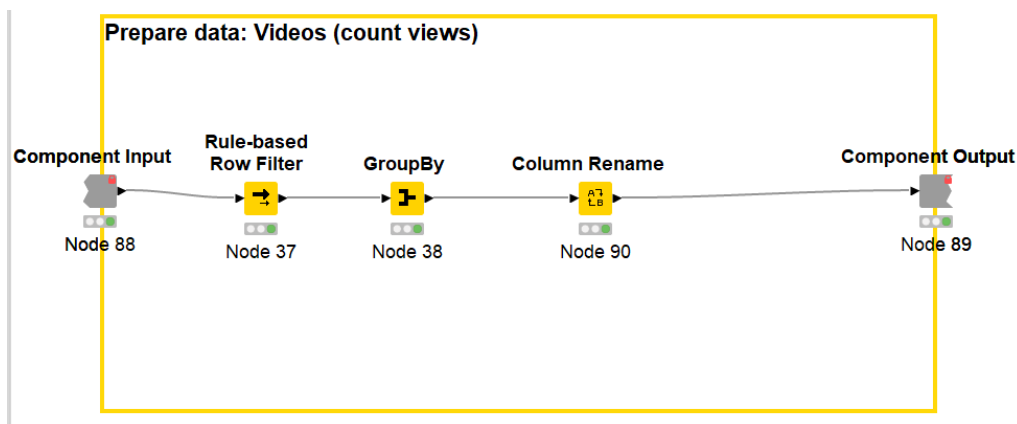 Prepare data: Videos (count views)
Component Input
Rule-based
Row Filter
GroupBy
Column Rename
Component Output
Node 88
Node 37
Node 38
Node 90
Node 89